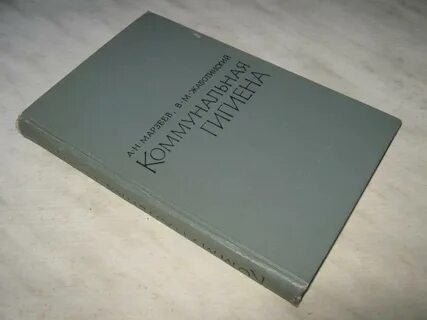 А·Н·МАРЗЕЕВ, В·М·ЖАБОТИНСКИЙ
КОММУНАЛЬНАЯ
ГИГИЕНА